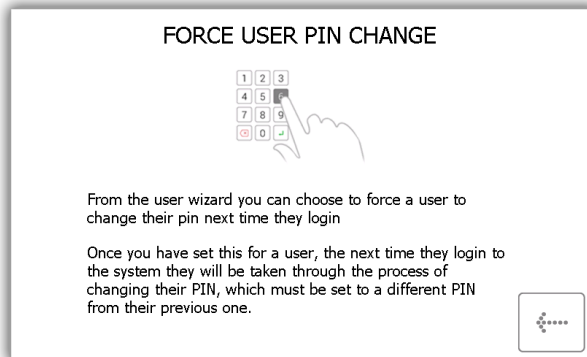 FORCE USER PIN CHANGE
1 2 3
4 5 6
7 8 9
0
From the user wizard you can choose to force a user to
change their pin next time they login
Once you have set this for a user, the next time they login to
the system they will be taken through the process of
changing their PIN, which must be set to a different PIN
from their previous one.